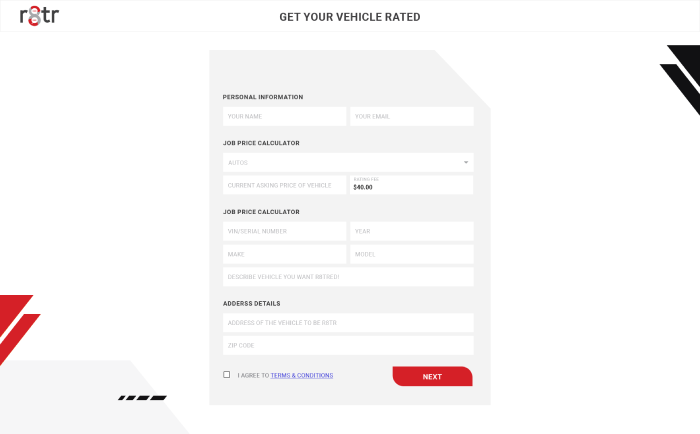 r8tr
GET YOUR VEHICLE RATED
PERSONAL INFORMATION
YOUR NAME
YOUR EMAIL
JOB PRICE CALCULATOR
AUTOS
CURRENT ASKING PRICE OF VEHICLE
RATING FEE
$40.00
JOB PRICE CALCULATOR
VIN/SERIAL NUMBER
YEAR
MAKE
MODEL
DESCRIBE VEHICLE YOU WANT R8TRED!
ADDERSS DETAILS
ADDRESS OF THE VEHICLE TO BE R8TR
ZIP CODE
I AGREE TO TERMS & CONDITIONS
NEXT